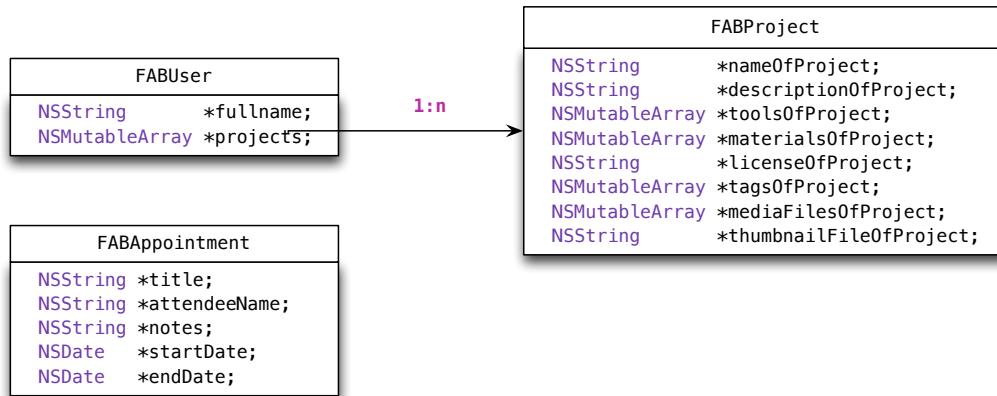 FABUser
NSString *fullname;
NSMutableArray *projects;
1:n
FABProject
NSString *nameOfProject;
NSString *descriptionOfProject;
NSMutableArray *toolsOfProject;
NSMutableArray *materialsOfProject;
NSString *licenseOfProject;
NSMutableArray *tagsOfProject;
NSMutableArray *mediaFilesOfProject;
NSString *thumbnailFileOfProject;
FABAppointment
NSString *title;
NSString *attendeeName;
NSString *notes;
NSDate *startDate;
NSDate *endDate;